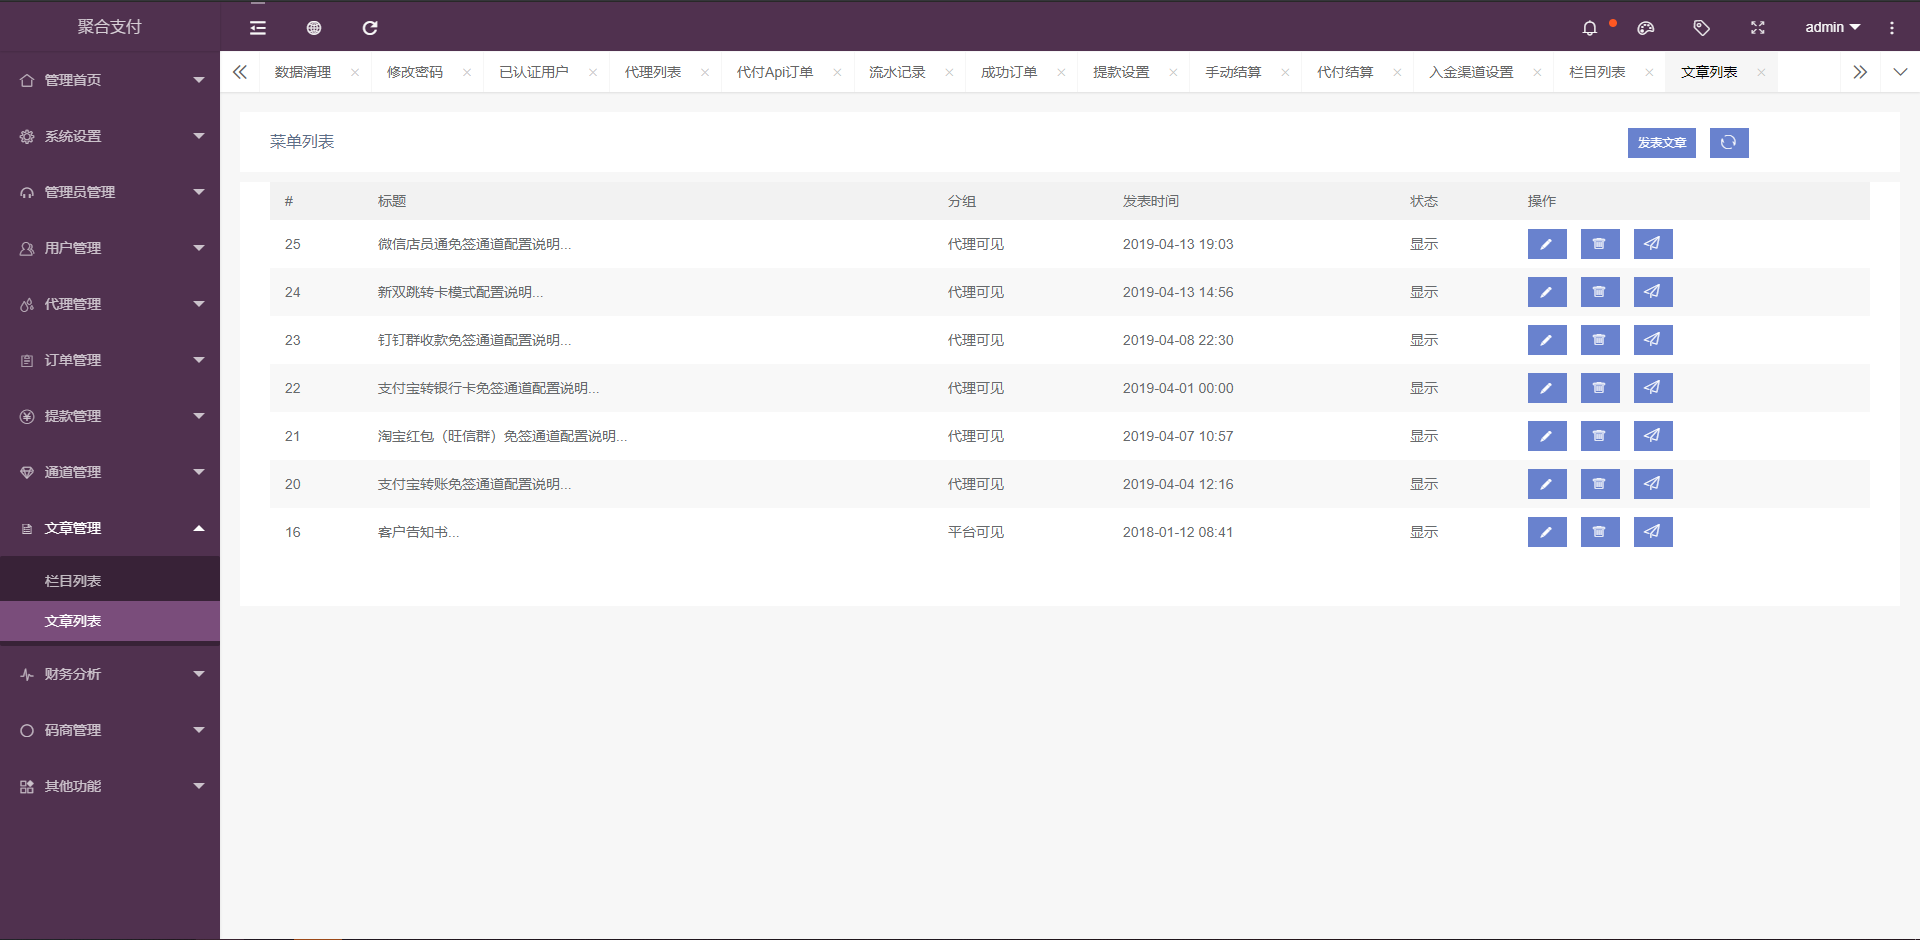 聚合支付
admin
管理首页
系统设置
管理员管理
用户管理
代理管理
订单管理
提款管理
通道管理
文章管理
栏目列表
文章列表
财务分析
码商管理
其他功能
数据清理 修改密码 已认证用户 代理列表 代付Api订单 流水记录 成功订单 提款设置 手动结算 代付结算 入金渠道设置 栏目列表 文章列表
菜单列表 发表文章
# 标题 分组 发表时间 状态 操作
25 微信店员通免签通道配置说明... 代理可见 2019-04-13 19:03 显示
24 新双跳转卡模式配置说明... 代理可见 2019-04-13 14:56 显示
23 钉钉群收款免签通道配置说明... 代理可见 2019-04-08 22:30 显示
22 支付宝转银行卡免签通道配置说明... 代理可见 2019-04-01 00:00 显示
21 淘宝红包（旺信群）免签通道配置说明... 代理可见 2019-04-07 10:57 显示
20 支付宝转账免签通道配置说明... 代理可见 2019-04-04 12:16 显示
16 客户告知书... 平台可见 2018-01-12 08:41 显示